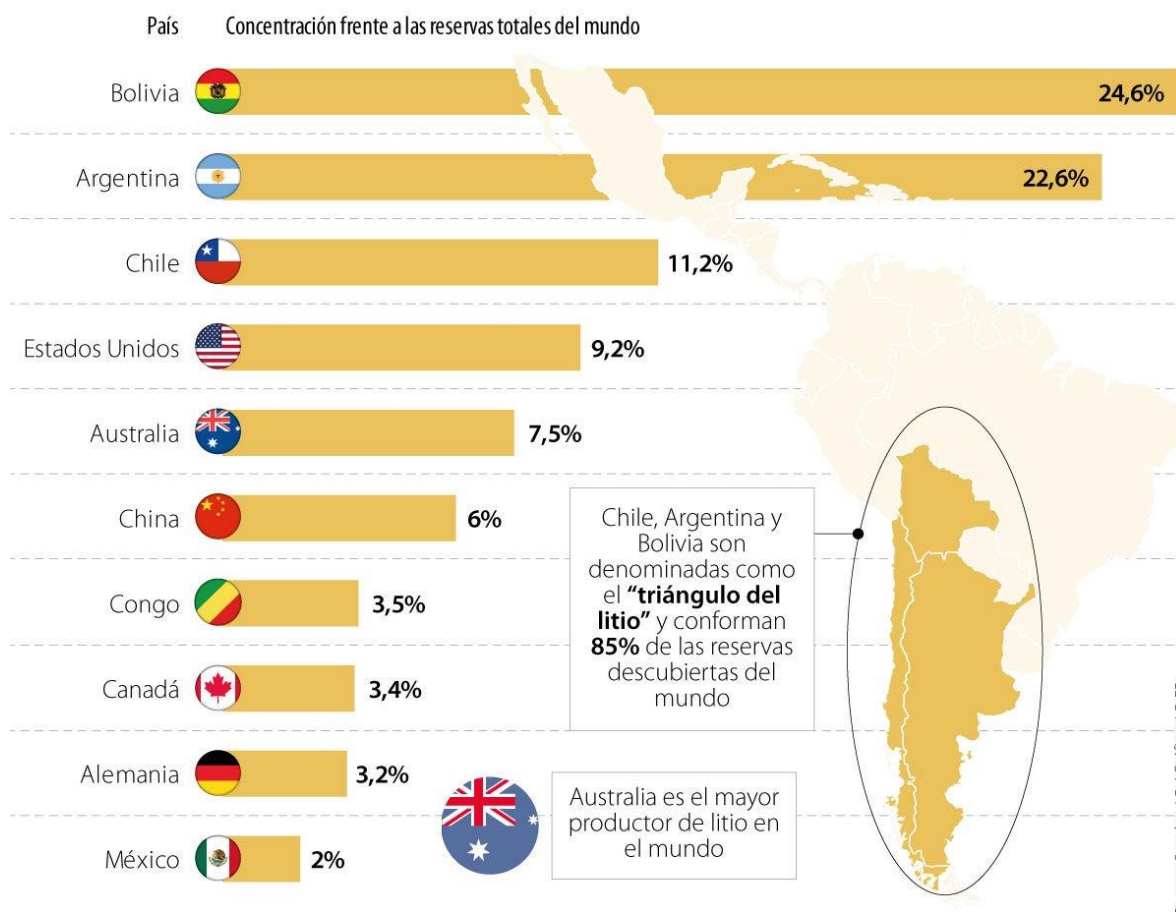 País Concentración frente a las reservas totales del mundo
Bolivia 24,6%
Argentina 22,6%
Chile 11,2%
Estados Unidos 9,2%
Australia 7,5%
China 6%
Congo 3,5%
Canadá 3,4%
Alemania 3,2%
México 2%
Chile, Argentina y
Bolivia son
denominadas como
el “triángulo del
litio” y conforman
85% de las reservas
descubiertas del
mundo
Australia es el mayor
productor de litio en
el mundo